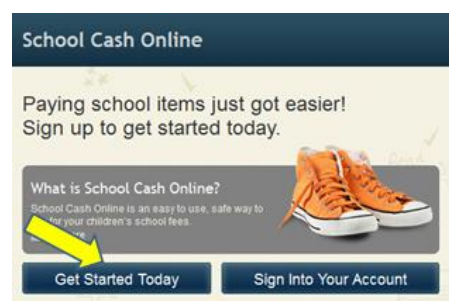 School Cash Online
Paying school items just got easier!
Sign up to get started today.
What is School Cash Online?
School Cash Online is an easy to use, safe way to
for your children's school fees.
Get Started Today
Sign Into Your Account